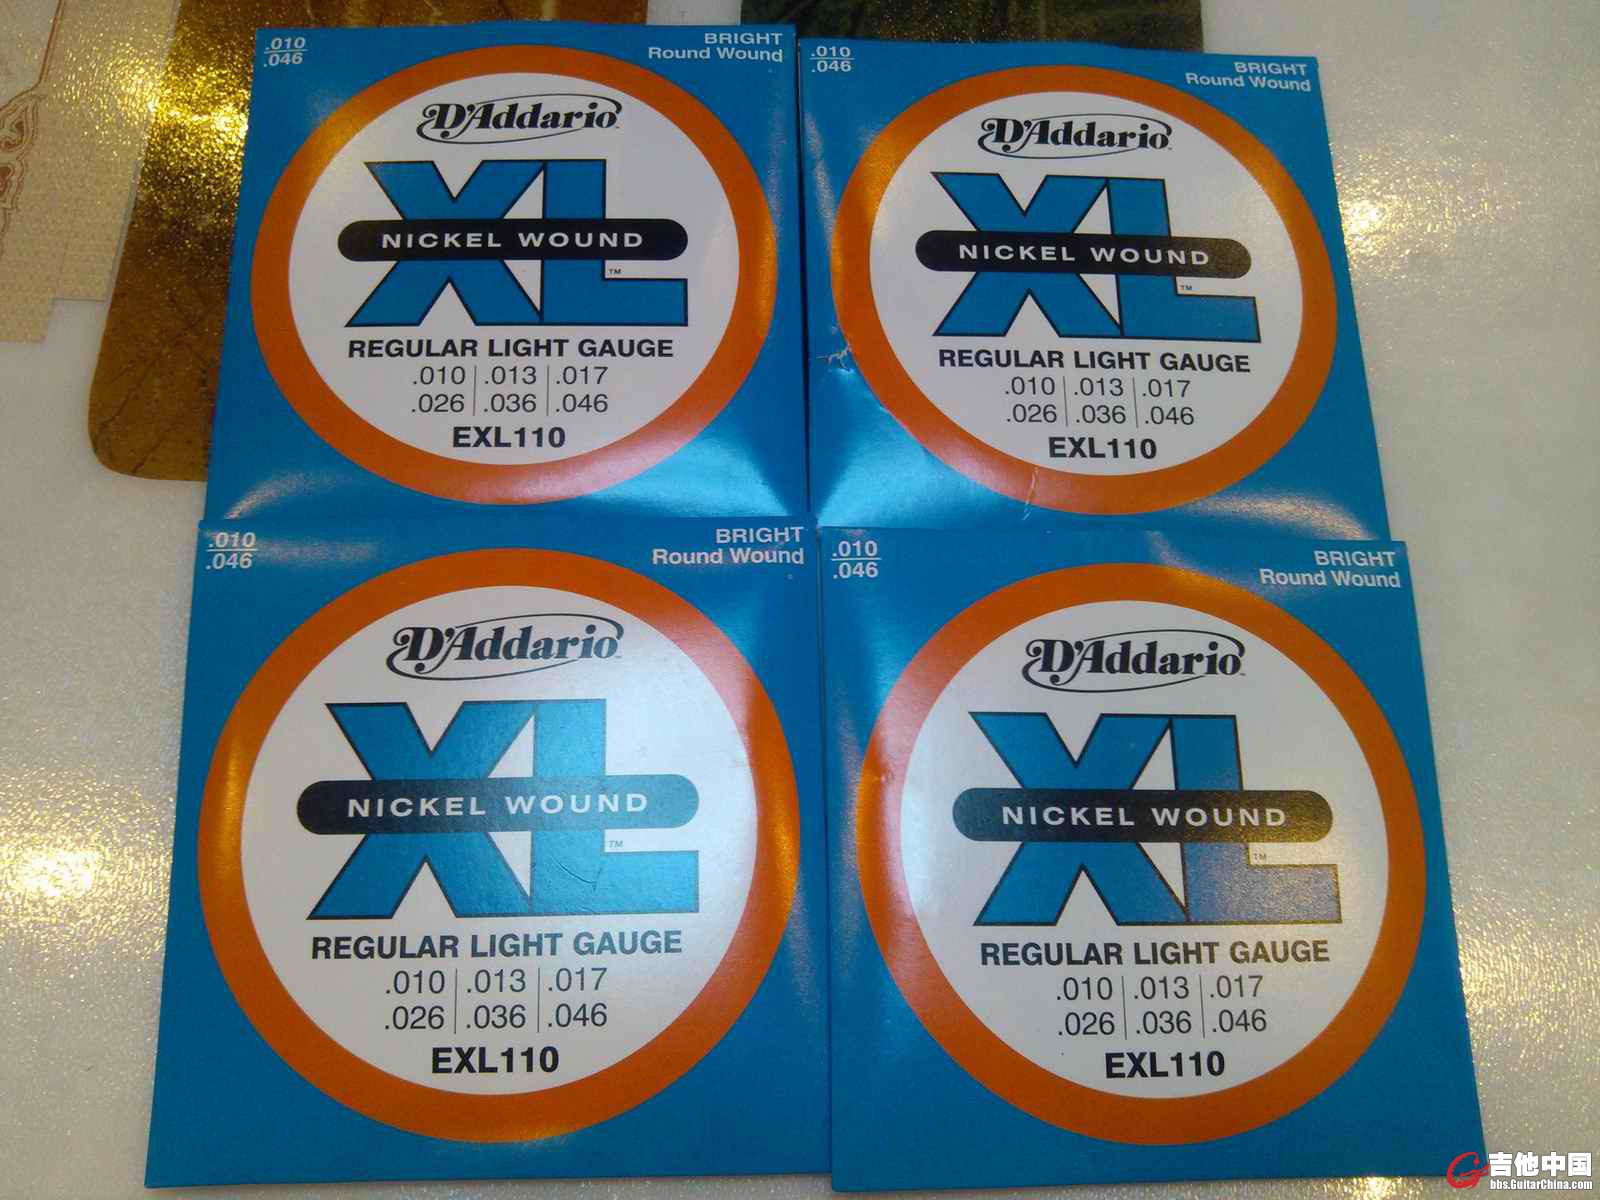 .010
.046
BRIGHT
Round Wound
D'Addario
XL
NICKEL WOUND
™
REGULAR LIGHT GAUGE
.010 .013 .017
.026 .036 .046
EXL110
.010
.046
BRIGHT
Round Wound
D'Addario
XL
NICKEL WOUND
™
REGULAR LIGHT GAUGE
.010 .013 .017
.026 .036 .046
EXL110
.010
.046
BRIGHT
Round Wound
D'Addario
XL
NICKEL WOUND
™
REGULAR LIGHT GAUGE
.010 .013 .017
.026 .036 .046
EXL110
.010
.046
BRIGHT
Round Wound
D'Addario
XL
NICKEL WOUND
™
REGULAR LIGHT GAUGE
.010 .013 .017
.026 .036 .046
EXL110
吉他中国
bbs.GuitarChina.com